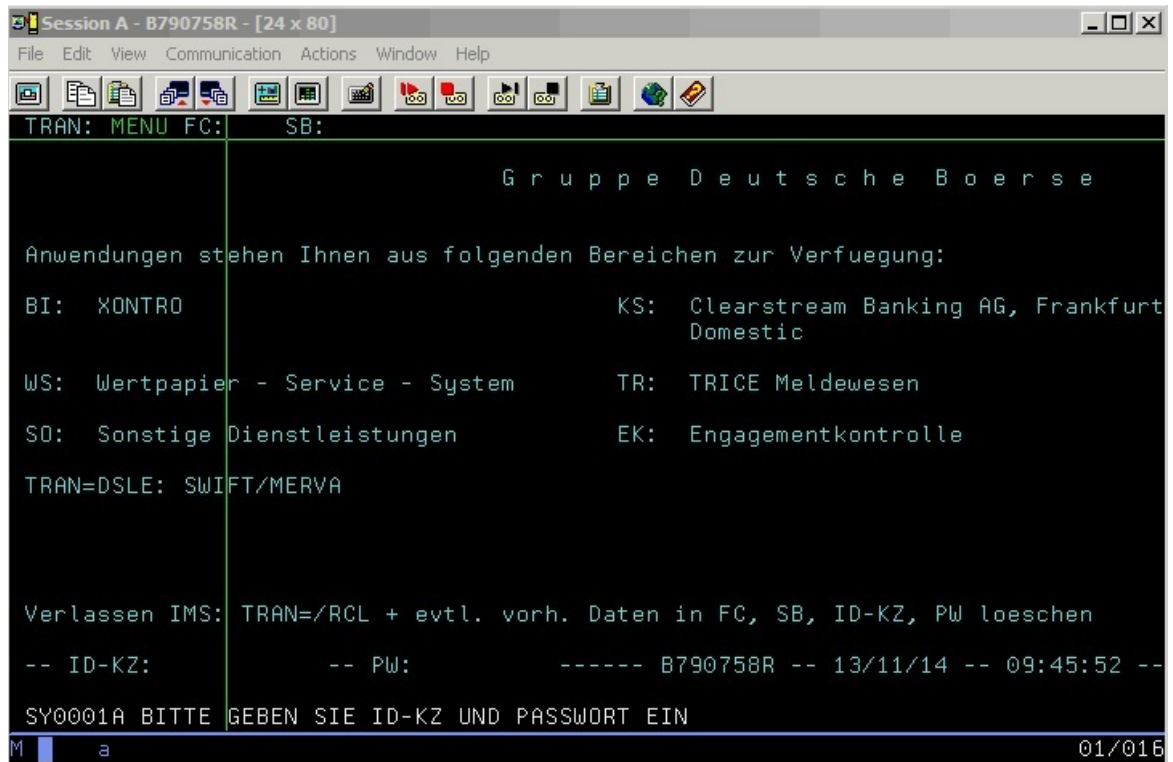 Session A - B790758R - [24 x 80]
File Edit View Communication Actions Window Help
TRAN: MENU FC: SB:
Gruppe Deutsche Boerse
Anwendungen stehen Ihnen aus folgenden Bereichen zur Verfuegung:
BI: XONTRO KS: Clearstream Banking AG, Frankfurt
Domestic
WS: Wertpapier - Service - System TR: TRICE Meldewesen
SO: Sonstige Dienstleistungen EK: Engagementkontrolle
TRAN=DSLE: SWIFT/MERVA
Verlassen IMS: TRAN=/RCL + evtl. vorh. Daten in FC, SB, ID-KZ, PW loeschen
-- ID-KZ: -- PW: ------ B790758R -- 13/11/14 -- 09:45:52 --
SY0001A BITTE GEBEN SIE ID-KZ UND PASSWORT EIN
M a 01/016